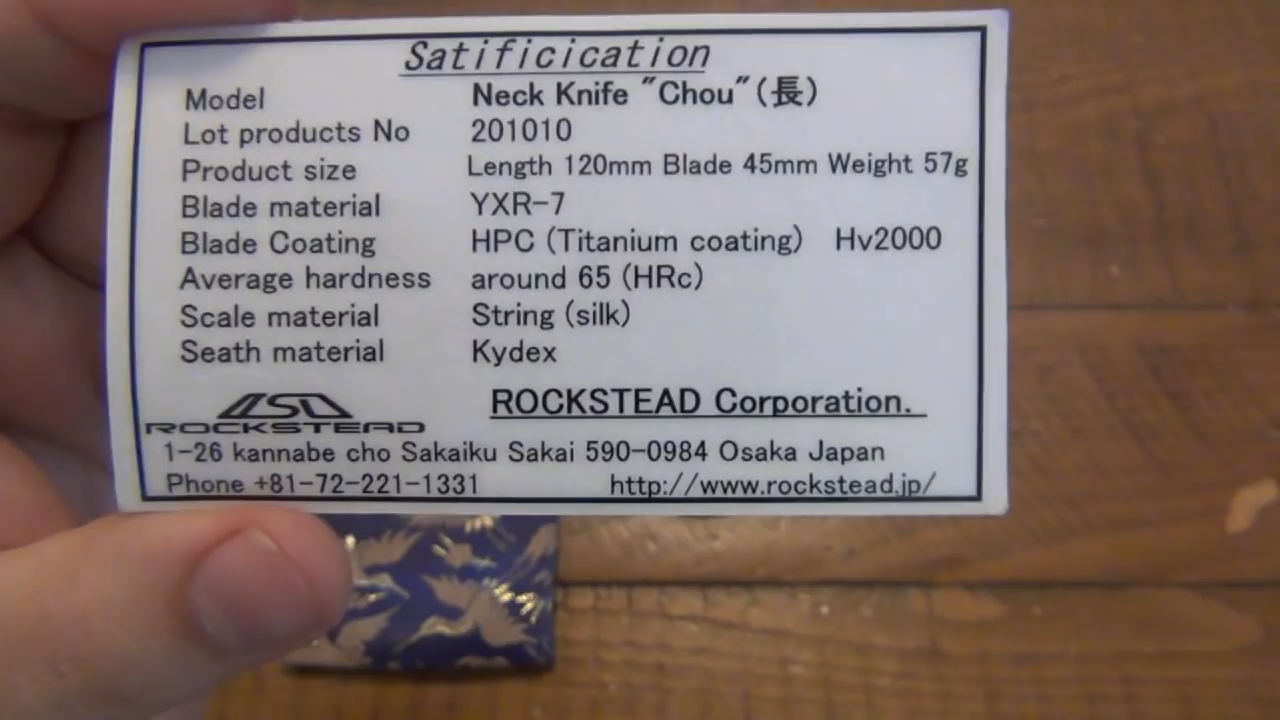 Satificication
Model Neck Knife "Chou"(長)
Lot products No 201010
Product size Length 120mm Blade 45mm Weight 57g
Blade material YXR-7
Blade Coating HPC (Titanium coating) Hv2000
Average hardness around 65 (HRc)
Scale material String (silk)
Seath material Kydex
ROCKSTEAD ROCKSTEAD Corporation.
1-26 kannabe cho Sakaiku Sakai 590-0984 Osaka Japan
Phone +81-72-221-1331 http://www.rockstead.jp/